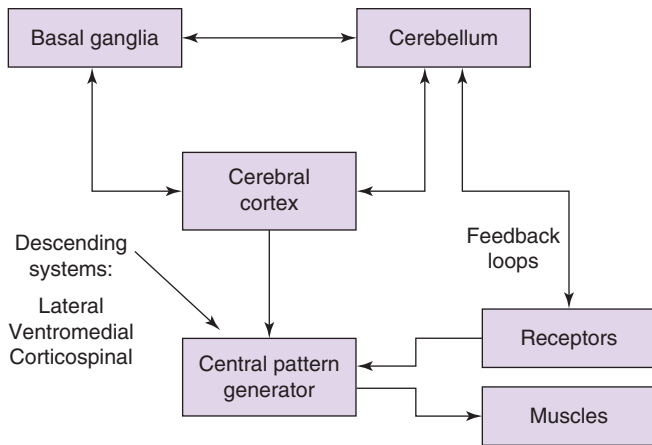 Basal ganglia
Cerebellum
Cerebral
cortex
Descending
systems:
Lateral
Ventromedial
Corticospinal
Feedback
loops
Central pattern
generator
Receptors
Muscles